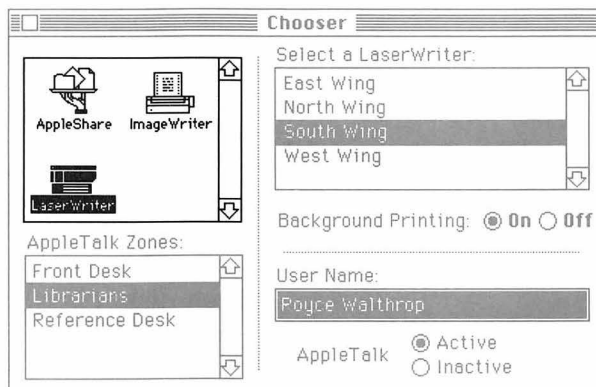 Chooser
AppleShare ImageWriter
LaserWriter
AppleTalk Zones:
Front Desk
Librarians
Reference Desk
Select a LaserWriter:
East Wing
North Wing
South Wing
West Wing
Background Printing: On Off
User Name:
Royce Walthrop
AppleTalk
Active
Inactive